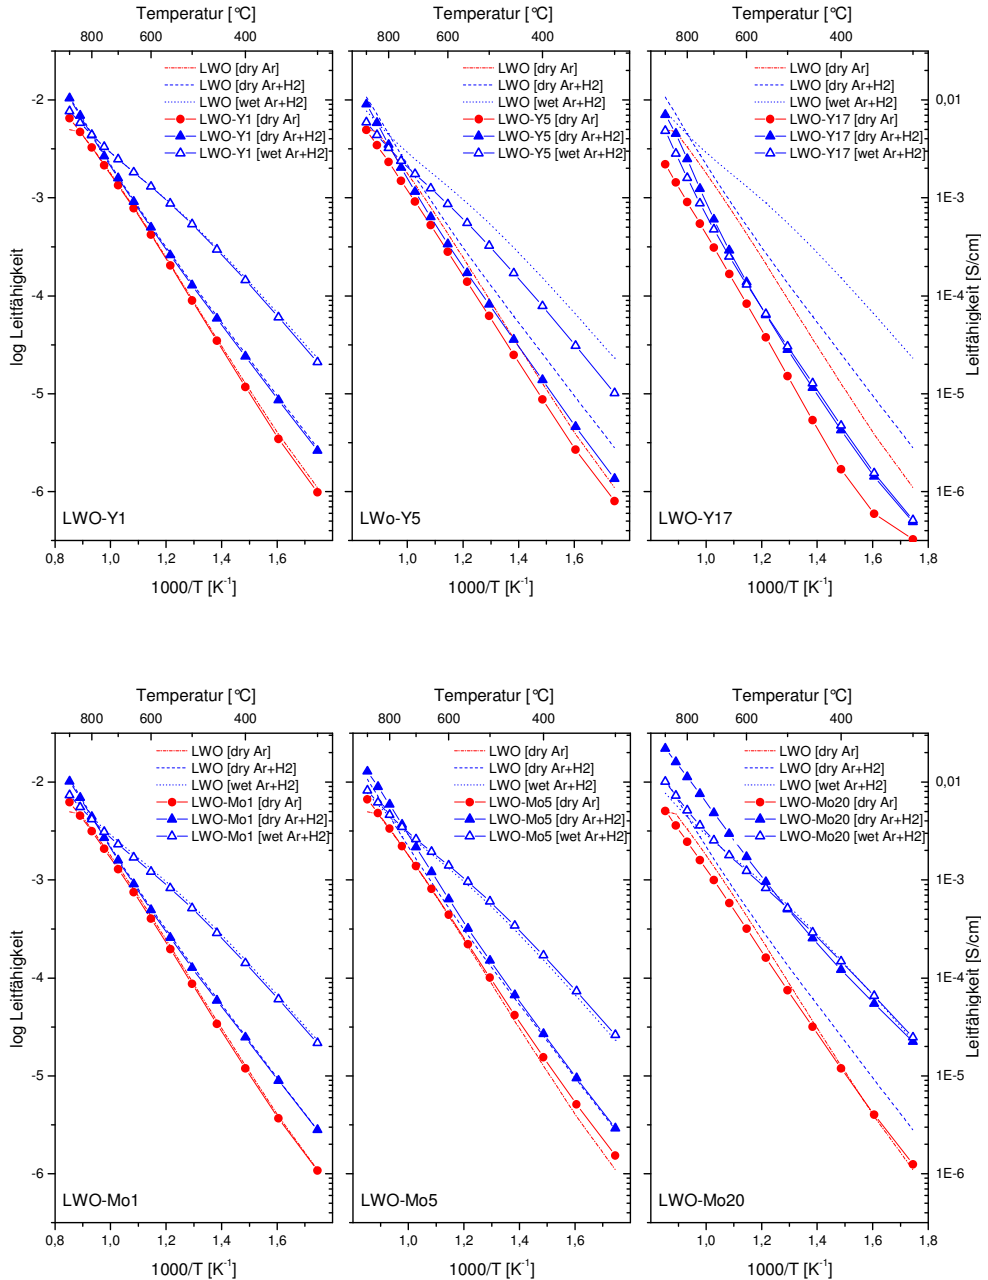 Temperatur [°C]
Temperatur [°C]
Temperatur [°C]
800 600 400
800 600 400
800 600 400
LWO [dry Ar]
LWO [dry Ar+H2]
LWO [wet Ar+H2]
LWO-Y1 [dry Ar]
LWO-Y1 [dry Ar+H2]
LWO-Y1 [wet Ar+H2]
LWO [dry Ar]
LWO [dry Ar+H2]
LWO [wet Ar+H2]
LWO-Y5 [dry Ar]
LWO-Y5 [dry Ar+H2]
LWO-Y5 [wet Ar+H2]
LWO [dry Ar]
LWO [dry Ar+H2]
LWO [wet Ar+H2]
LWO-Y17 [dry Ar]
LWO-Y17 [dry Ar+H2]
LWO-Y17 [wet Ar+H2]
log Leitfähigkeit
-2
-3
-4
-5
-6
0,01
1E-3
1E-4
1E-5
1E-6
Leitfähigkeit [S/cm]
LWO-Y1
LWo-Y5
LWO-Y17
0,8 1,0 1,2 1,4 1,6
1,0 1,2 1,4 1,6
1,0 1,2 1,4 1,6 1,8
1000/T [K⁻¹]
1000/T [K⁻¹]
1000/T [K⁻¹]
Temperatur [°C]
Temperatur [°C]
Temperatur [°C]
800 600 400
800 600 400
800 600 400
LWO [dry Ar]
LWO [dry Ar+H2]
LWO [wet Ar+H2]
LWO-Mo1 [dry Ar]
LWO-Mo1 [dry Ar+H2]
LWO-Mo1 [wet Ar+H2]
LWO [dry Ar]
LWO [dry Ar+H2]
LWO [wet Ar+H2]
LWO-Mo5 [dry Ar]
LWO-Mo5 [dry Ar+H2]
LWO-Mo5 [wet Ar+H2]
LWO [dry Ar]
LWO [dry Ar+H2]
LWO [wet Ar+H2]
LWO-Mo20 [dry Ar]
LWO-Mo20 [dry Ar+H2]
LWO-Mo20 [wet Ar+H2]
log Leitfähigkeit
-2
-3
-4
-5
-6
0,01
1E-3
1E-4
1E-5
1E-6
Leitfähigkeit [S/cm]
LWO-Mo1
LWO-Mo5
LWO-Mo20
0,8 1,0 1,2 1,4 1,6
1,0 1,2 1,4 1,6
1,0 1,2 1,4 1,6 1,8
1000/T [K⁻¹]
1000/T [K⁻¹]
1000/T [K⁻¹]